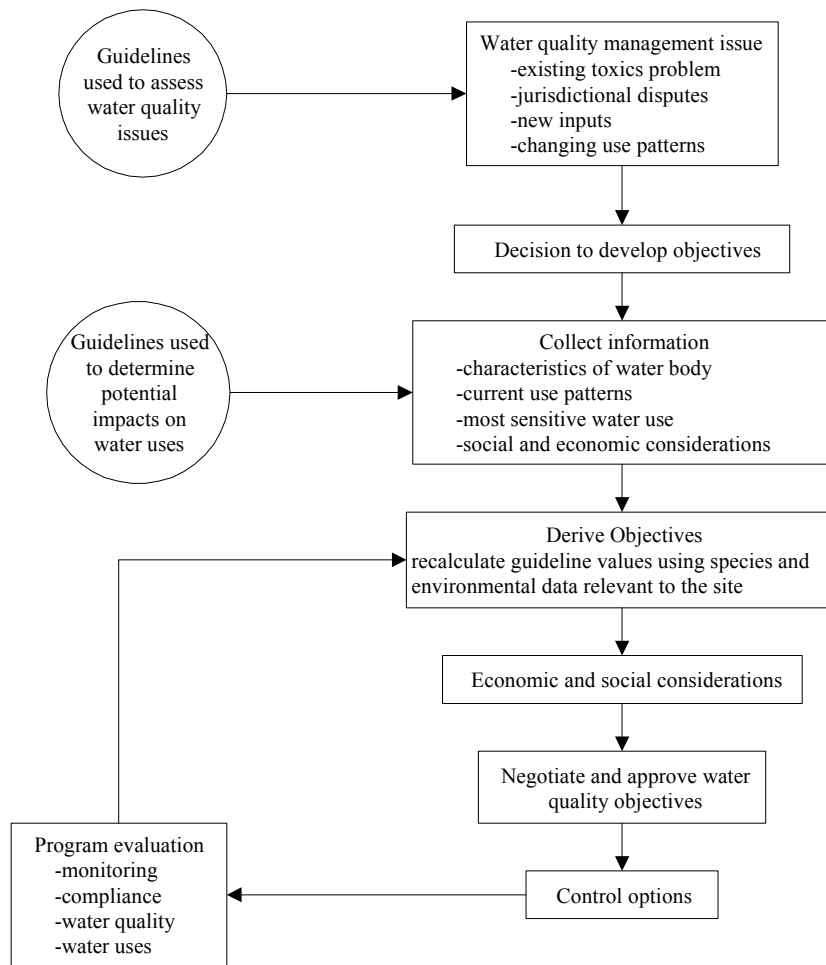 Guidelines
used to assess
water quality
issues
Water quality management issue
-existing toxics problem
-jurisdictional disputes
-new inputs
-changing use patterns
Decision to develop objectives
Guidelines used
to determine
potential
impacts on
water uses
Collect information
-characteristics of water body
-current use patterns
-most sensitive water use
-social and economic considerations
Derive Objectives
recalculate guideline values using species and
environmental data relevant to the site
Economic and social considerations
Negotiate and approve water
quality objectives
Control options
Program evaluation
-monitoring
-compliance
-water quality
-water uses